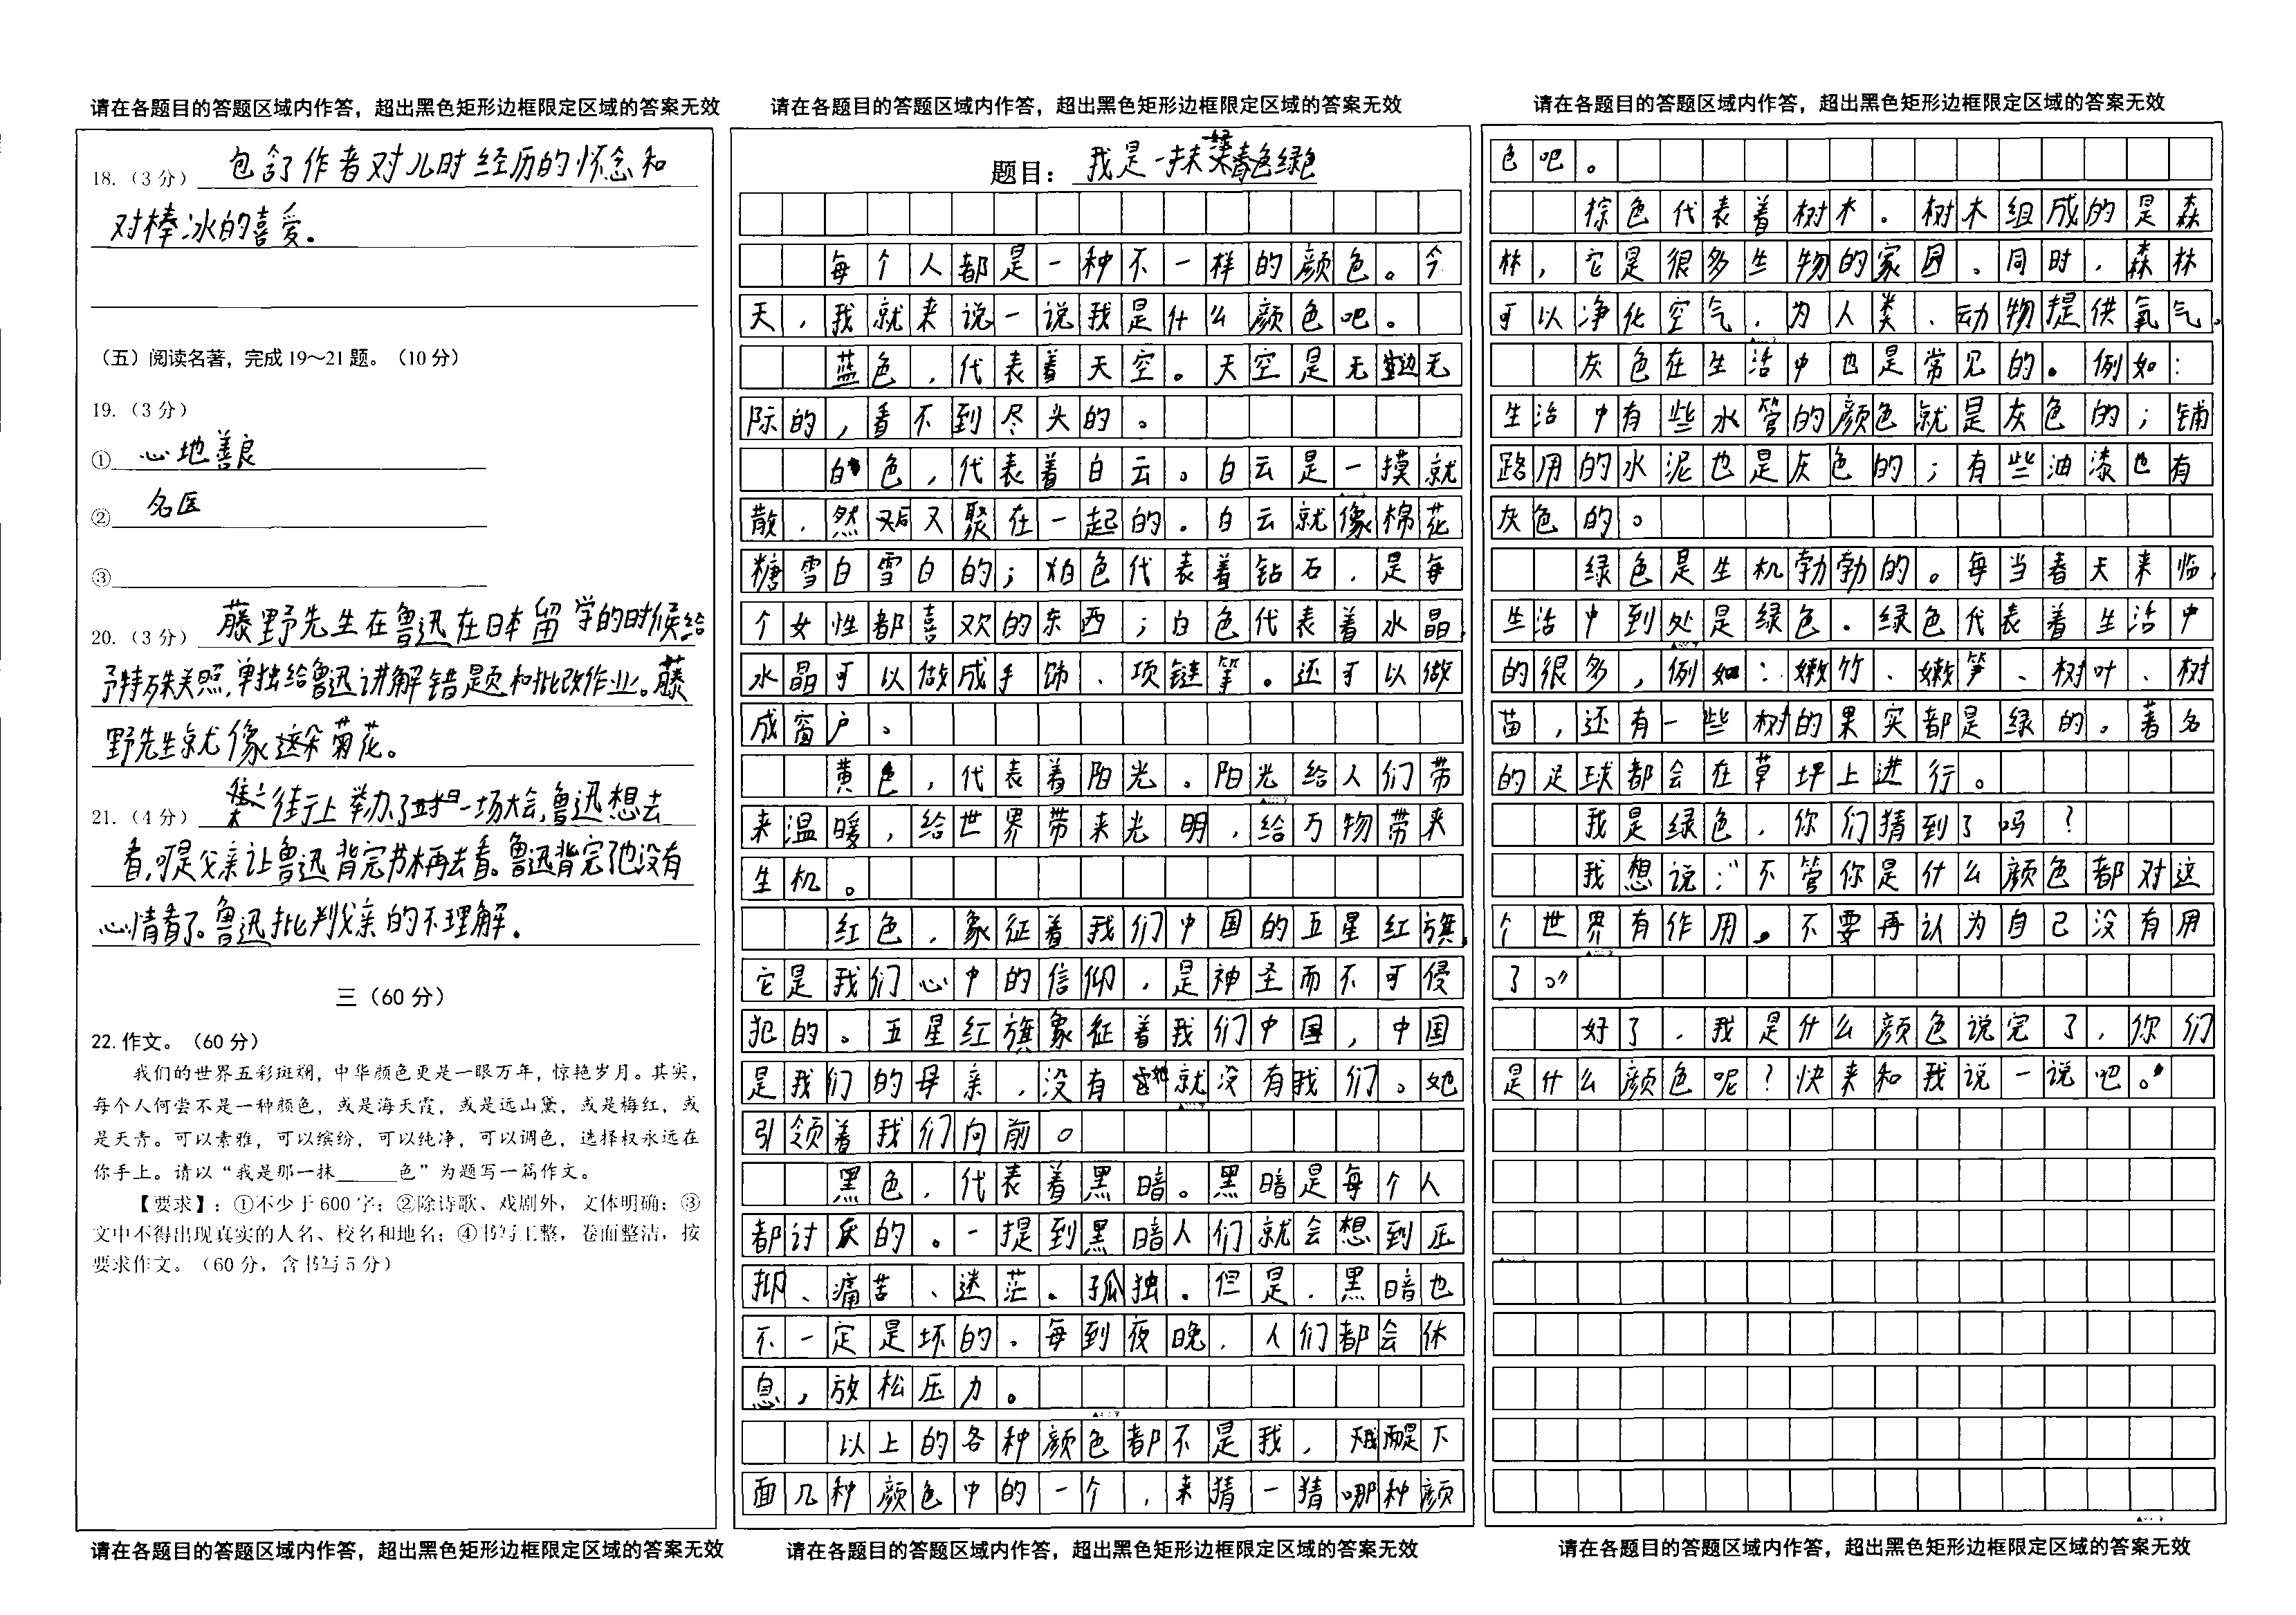 请在各题目的答题区域内作答，超出黑色矩形边框限定区域的答案无效
18.（3分） 包含了作者对儿时经历的怀念和
对棒冰的喜爱。
（五）阅读名著，完成19～21题。（10分）
19.（3分）
① 心地善良
② 名医
③
20.（3分） 藤野先生在鲁迅在日本留学的时候给
予特殊关照，单独给鲁迅讲解错题和批改作业。藤
野先生就像这朵菊花。
21.（4分） 街上举办了一场大会，鲁迅想去
看，可是父亲让鲁迅背完书本再去看。鲁迅背完了也没有
心情看了。鲁迅批判父亲的不理解。
三（60分）
22.作文。（60分）
我们的世界五彩斑斓，中华颜色更是一眼万年，惊艳岁月。其实，
每个人何尝不是一种颜色，或是海天霞，或是远山黛，或是梅红，或
是天青。可以素雅，可以缤纷，可以纯净，可以调色，选择权永远在
你手上。请以“我是那一抹______色”为题写一篇作文。
【要求】：①不少于600字；②除诗歌、戏剧外，文体明确；③
文中不得出现真实的人名、校名和地名；④书写工整，卷面整洁，按
要求作文。（60分，含书写5分）
请在各题目的答题区域内作答，超出黑色矩形边框限定区域的答案无效
请在各题目的答题区域内作答，超出黑色矩形边框限定区域的答案无效
题目： 我是一抹绿色
每个人都是一种不一样的颜色。今
天，我就来说一说我是什么颜色吧。
蓝色，代表着天空。天空是无边无
际的，看不到尽头的。
白色，代表着白云。白云是一摸就
散，然后又聚在一起的。白云就像棉花
糖雪白雪白的；白色代表着钻石，是每
个女性都喜欢的东西；白色代表着水晶，
水晶可以做成手饰、项链等。还可以做
成窗户。
黄色，代表着阳光。阳光给人们带
来温暖，给世界带来光明，给万物带来
生机。
红色，象征着我们中国的五星红旗，
它是我们心中的信仰，是神圣而不可侵
犯的。五星红旗象征着我们中国，中国
是我们的母亲，没有她就没有我们。她
引领着我们向前。
黑色，代表着黑暗。黑暗是每个人
都讨厌的。一提到黑暗人们就会想到压
抑、痛苦、迷茫。孤独。但是，黑暗也
不一定是坏的。每到夜晚，人们都会休
息，放松压力。
以上的各种颜色都不是我，我是下
面几种颜色中的一个，来猜一猜哪种颜
请在各题目的答题区域内作答，超出黑色矩形边框限定区域的答案无效
请在各题目的答题区域内作答，超出黑色矩形边框限定区域的答案无效
色吧。
棕色代表着树木。树木组成的是森
林，它是很多生物的家园。同时，森林
可以净化空气，为人类、动物提供氧气。
灰色在生活中也是常见的。例如：
生活中有些水管的颜色就是灰色的；铺
路用的水泥也是灰色的；有些油漆也有
灰色的。
绿色是生机勃勃的。每当春天来临，
生活中到处是绿色。绿色代表着生活中
的很多，例如：嫩竹、嫩笋、树叶、树
苗，还有一些树的果实都是绿的。著名
的足球都会在草坪上进行。
我是绿色，你们猜到了吗？
我想说：“不管你是什么颜色都对这
个世界有作用。不要再认为自己没有用
了。”
好了，我是什么颜色说完了，你们
是什么颜色呢？快来和我说一说吧。
请在各题目的答题区域内作答，超出黑色矩形边框限定区域的答案无效